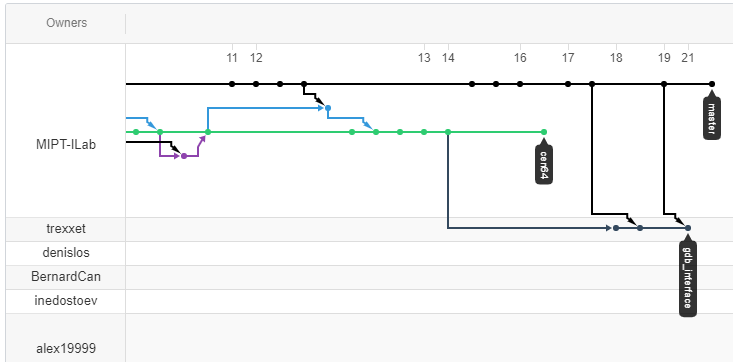 Owners
11 12 13 14 15 16 17 18 19 21
MIPT-ILab
master
cen64
trexxet
gdb_interface
denislos
BernardCan
inedostoev
alex19999